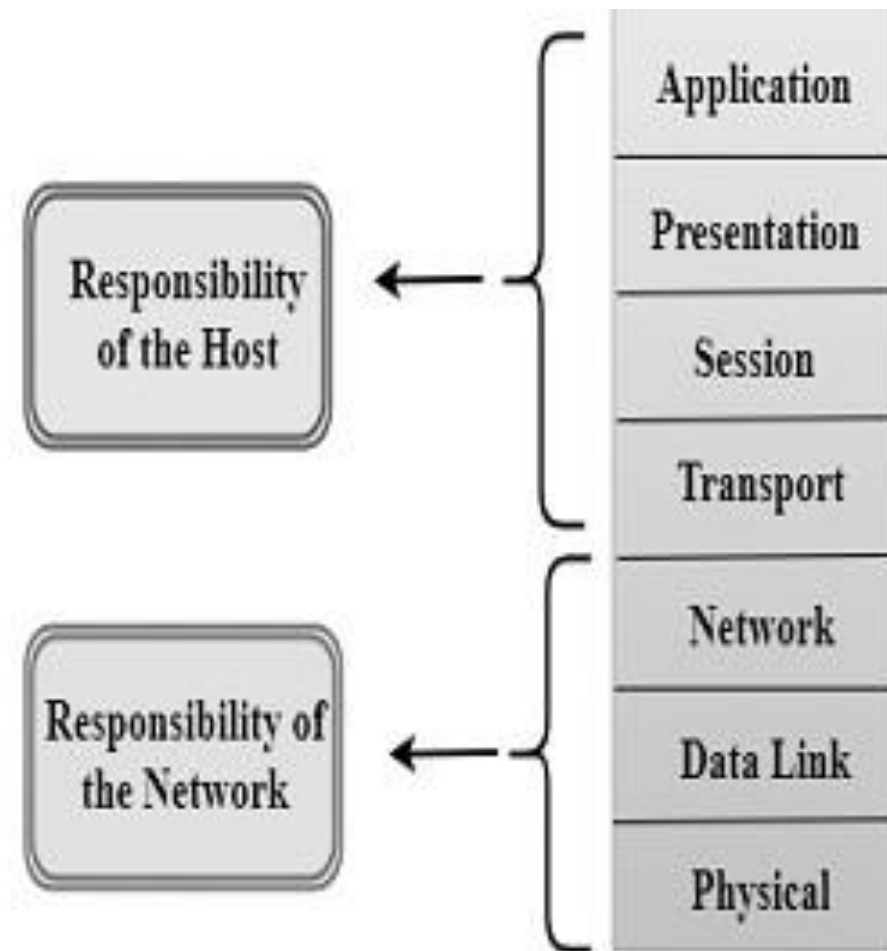 Application
Presentation
Session
Transport
Network
Data Link
Physical
Responsibility
of the Host
Responsibility of
the Network